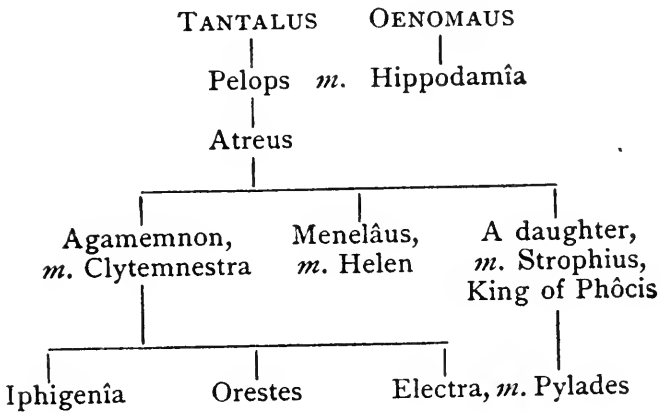 TANTALUS OENOMAUS
Pelops m. Hippodamîa
Atreus
Agamemnon, Menelâus, A daughter,
m. Clytemnestra m. Helen m. Strophius,
King of Phôcis
Iphigenîa Orestes Electra, m. Pylades